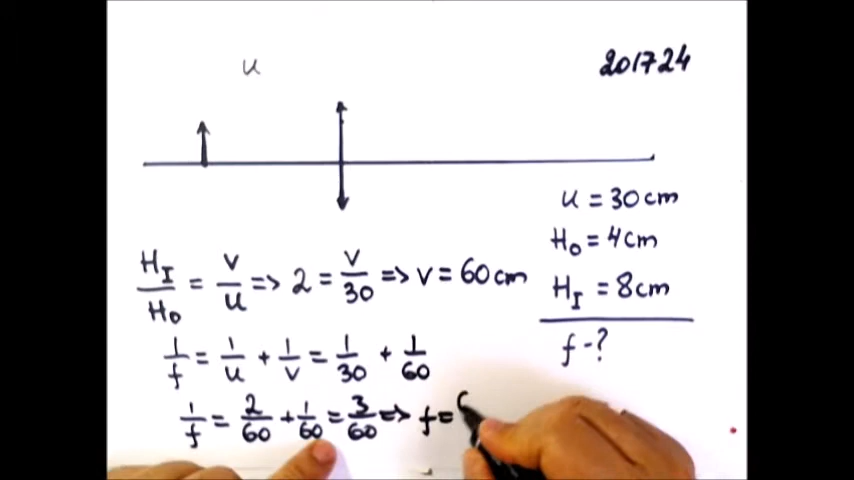 u
201724
u = 30cm
H₀ = 4cm
H_I = 8cm
f - ?
H_I/H₀ = v/u => 2 = v/30 => v = 60cm
1/f = 1/u + 1/v = 1/30 + 1/60
1/f = 2/60 + 1/60 = 3/60 => f =